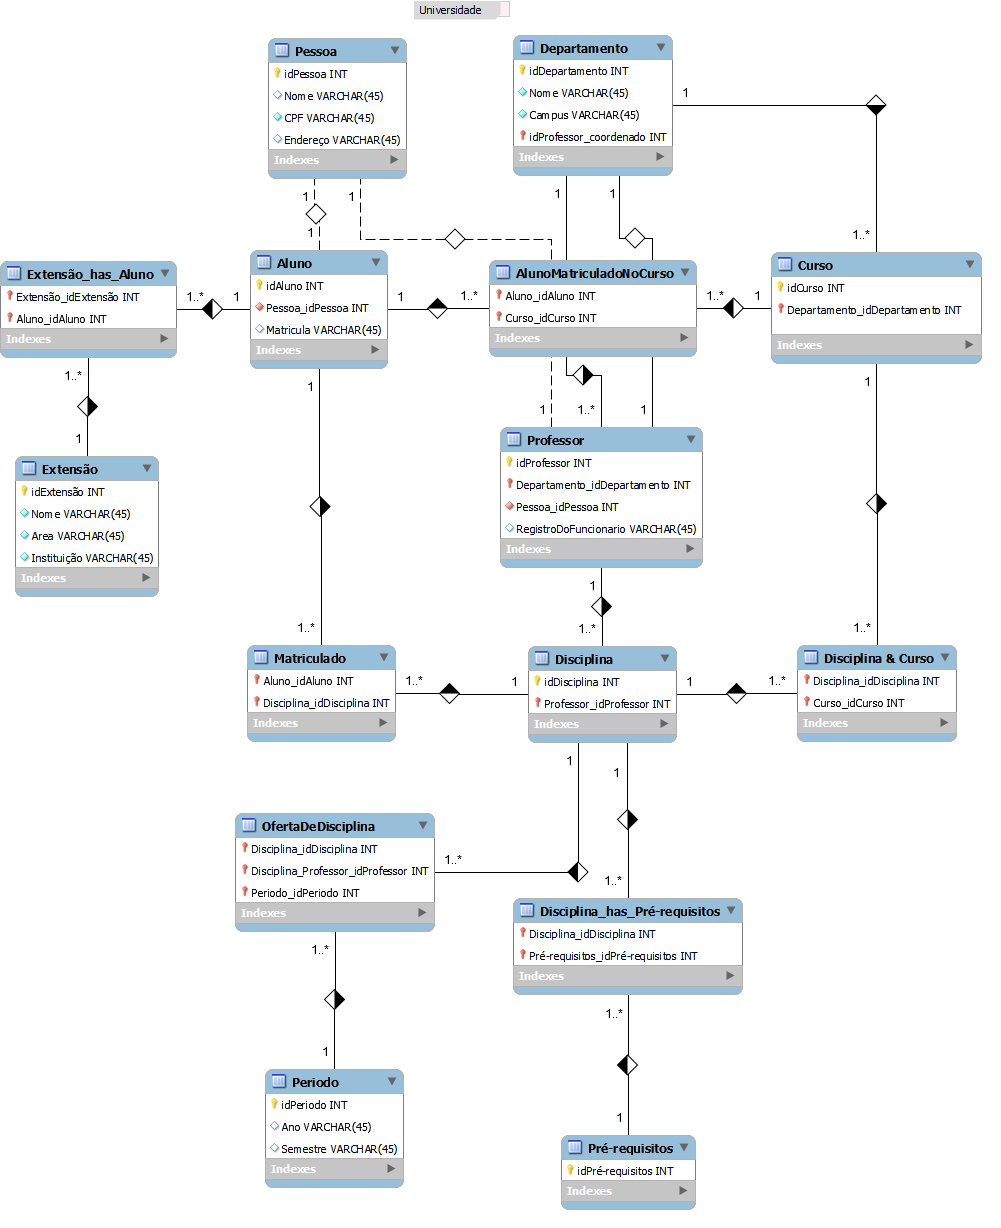 Universidade
Pessoa
idPessoa INT
Nome VARCHAR(45)
CPF VARCHAR(45)
Endereço VARCHAR(45)
Indexes
Departamento
idDepartamento INT
Nome VARCHAR(45)
Campus VARCHAR(45)
idProfessor_coordenado INT
Indexes
1
1..*
1
1
1
1
1
1
Extensão_has_Aluno
Extensão_idExtensão INT
Aluno_idAluno INT
Indexes
1..*
1
Aluno
idAluno INT
Pessoa_idPessoa INT
Matricula VARCHAR(45)
Indexes
1
1..*
AlunoMatriculadoNoCurso
Aluno_idAluno INT
Curso_idCurso INT
Indexes
1..*
1
Curso
idCurso INT
Departamento_idDepartamento INT
Indexes
1..*
1
1
1
1..*
1
1
Extensão
idExtensão INT
Nome VARCHAR(45)
Area VARCHAR(45)
Instituição VARCHAR(45)
Indexes
Professor
idProfessor INT
Departamento_idDepartamento INT
Pessoa_idPessoa INT
RegistroDoFuncionario VARCHAR(45)
Indexes
1
1..*
1..*
1..*
Matriculado
Aluno_idAluno INT
Disciplina_idDisciplina INT
Indexes
1..*
1
Disciplina
idDisciplina INT
Professor_idProfessor INT
Indexes
1
1..*
Disciplina & Curso
Disciplina_idDisciplina INT
Curso_idCurso INT
Indexes
1
1
OfertaDeDisciplina
Disciplina_idDisciplina INT
Disciplina_Professor_idProfessor INT
Periodo_idPeriodo INT
Indexes
1..*
1..*
Disciplina_has_Pré-requisitos
Disciplina_idDisciplina INT
Pré-requisitos_idPré-requisitos INT
Indexes
1..*
1
1..*
1
Periodo
idPeriodo INT
Ano VARCHAR(45)
Semestre VARCHAR(45)
Indexes
Pré-requisitos
idPré-requisitos INT
Indexes